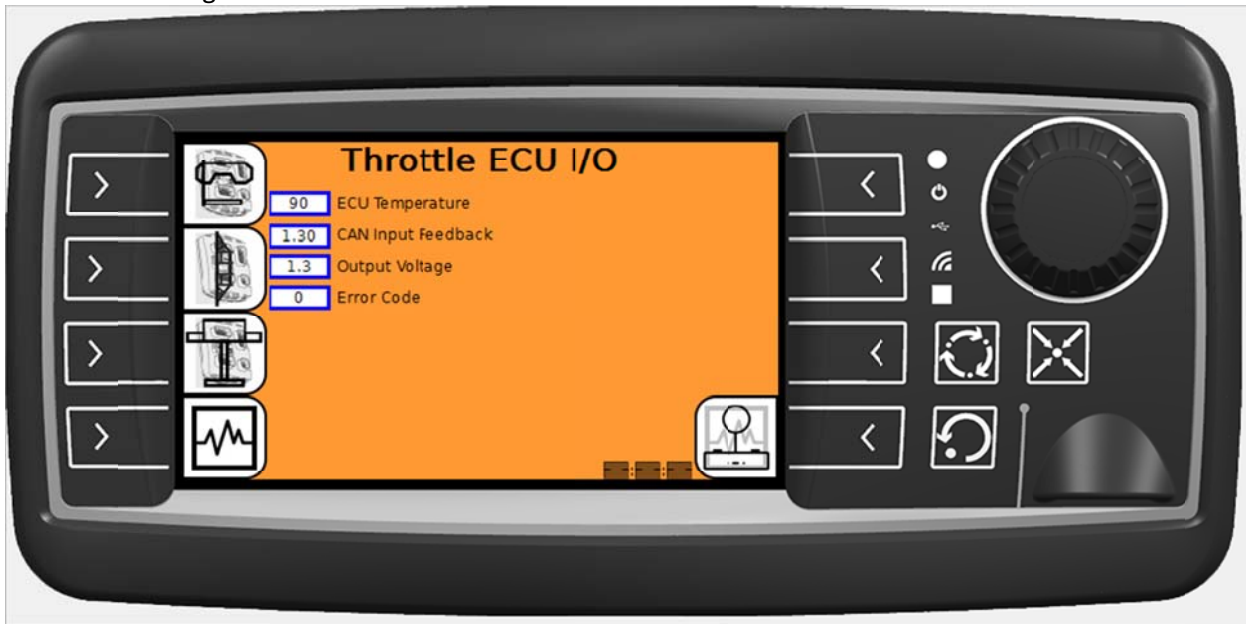 Throttle ECU I/O
90 ECU Temperature
1.30 CAN Input Feedback
1.3 Output Voltage
0 Error Code
--:--:--